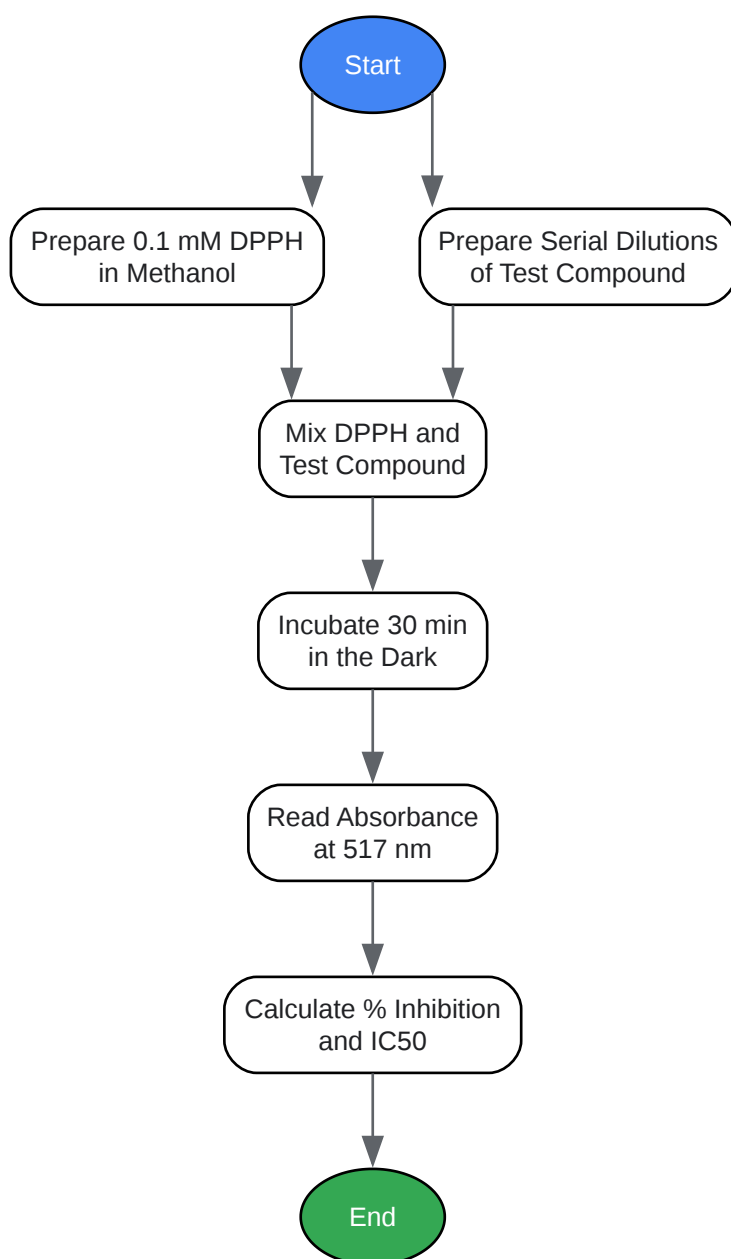 Start
Prepare 0.1 mM DPPH
in Methanol
Prepare Serial Dilutions
of Test Compound
Mix DPPH and
Test Compound
Incubate 30 min
in the Dark
Read Absorbance
at 517 nm
Calculate % Inhibition
and IC50
End